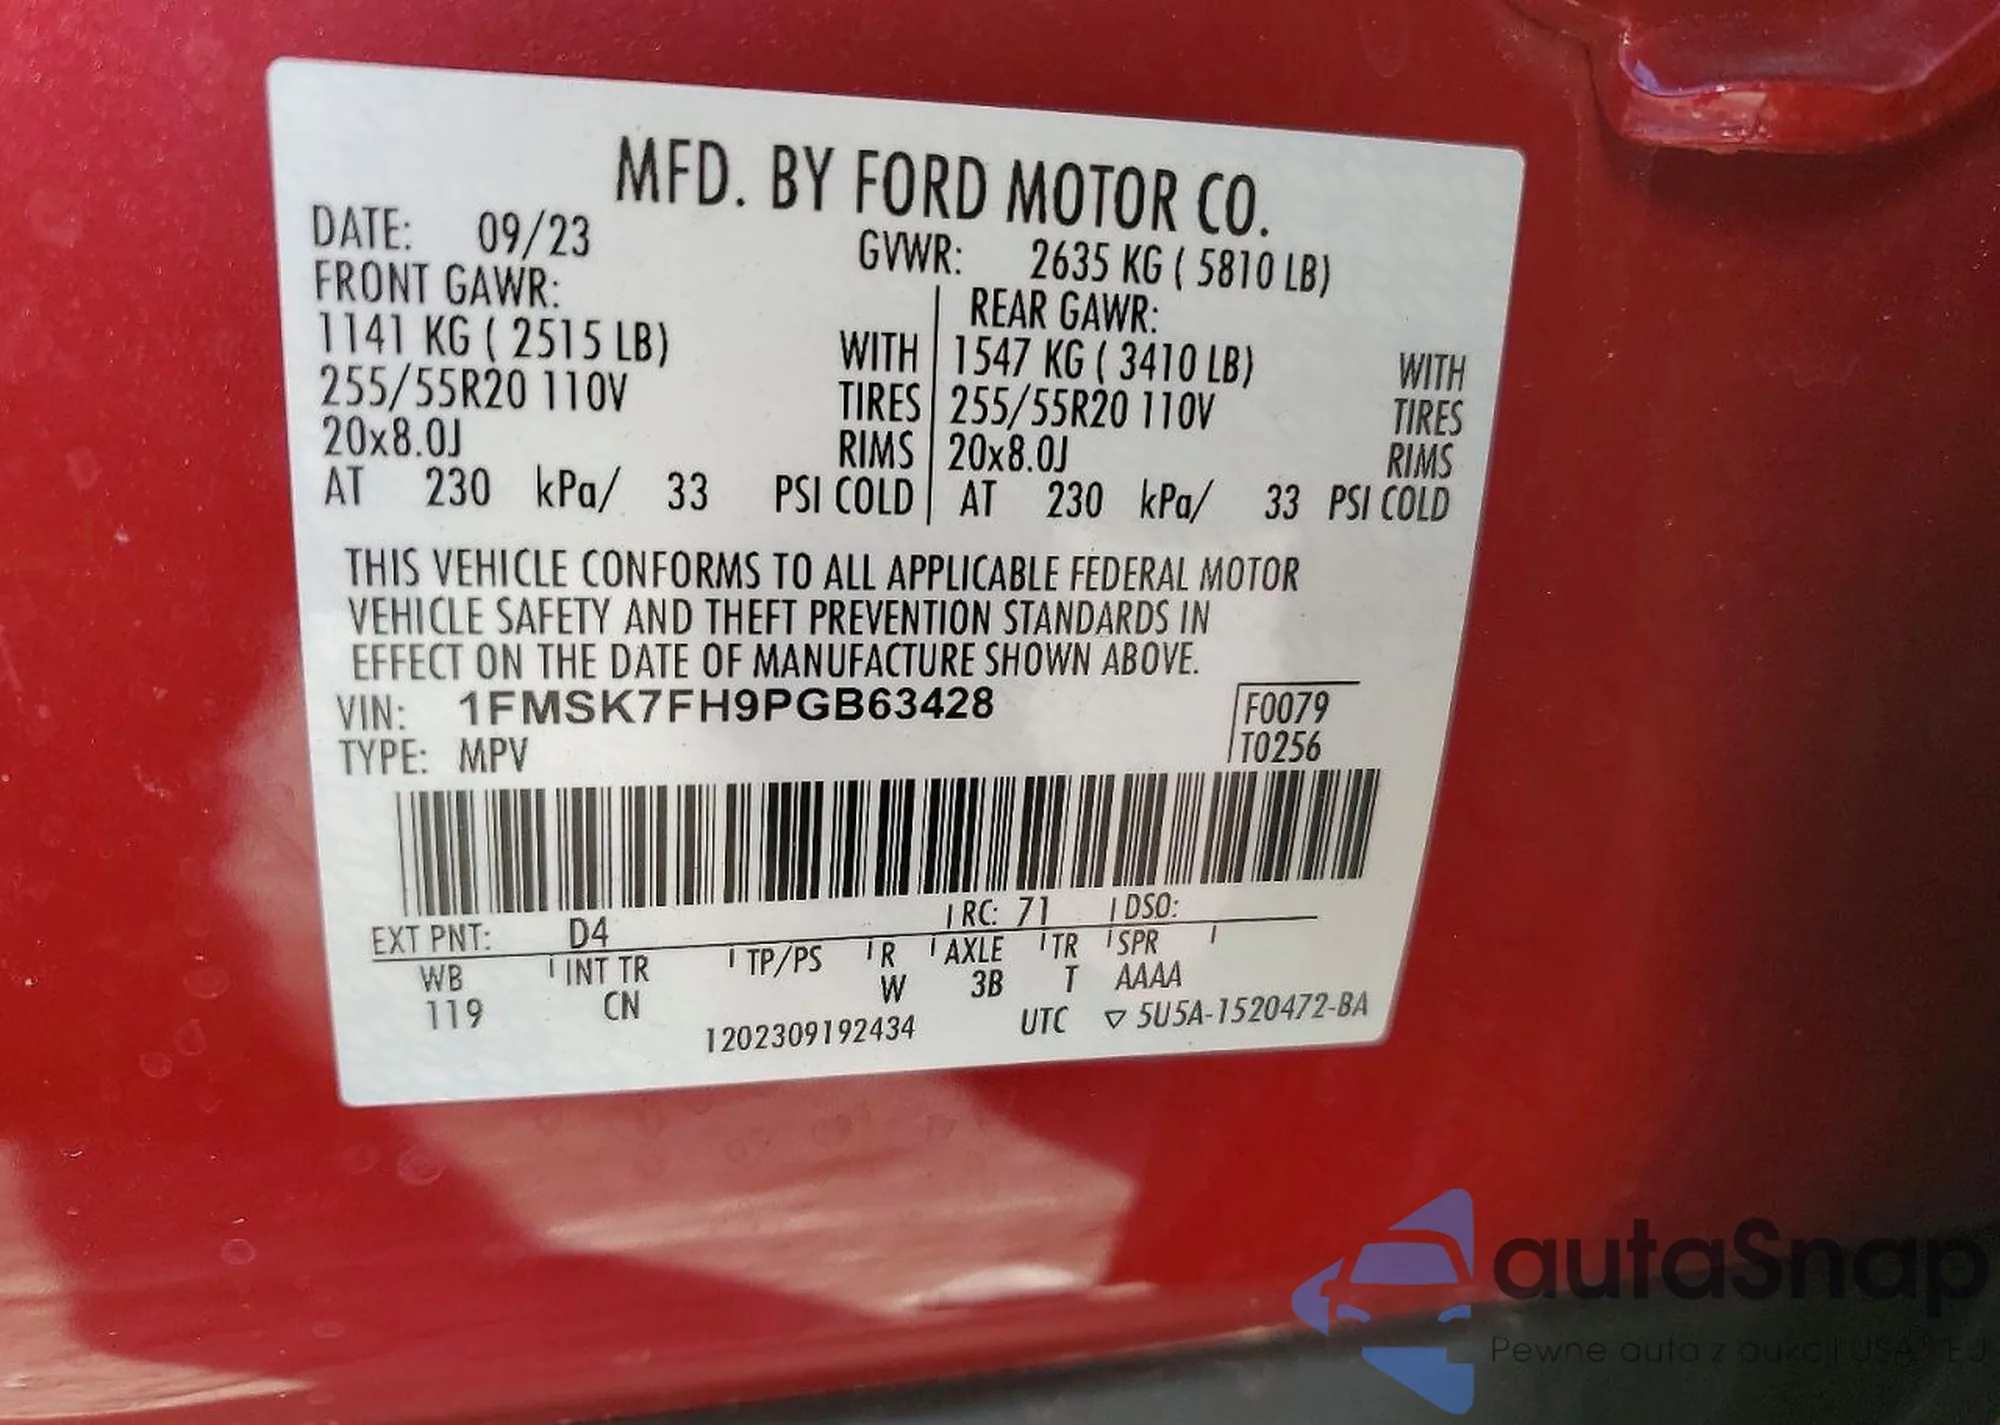 MFD. BY FORD MOTOR CO.
DATE: 09/23
GVWR: 2635 KG ( 5810 LB)
FRONT GAWR:
1141 KG ( 2515 LB) WITH
255/55R20 110V TIRES
20x8.0J RIMS
AT 230 kPa/ 33 PSI COLD
REAR GAWR:
1547 KG ( 3410 LB) WITH
255/55R20 110V TIRES
20x8.0J RIMS
AT 230 kPa/ 33 PSI COLD
THIS VEHICLE CONFORMS TO ALL APPLICABLE FEDERAL MOTOR
VEHICLE SAFETY AND THEFT PREVENTION STANDARDS IN
EFFECT ON THE DATE OF MANUFACTURE SHOWN ABOVE.
VIN: 1FMSK7FH9PGB63428
F0079
TYPE: MPV
T0256
EXT PNT: D4 RC: 71 DSO:
WB INT TR TP/PS R AXLE TR SPR
119 CN W 3B T AAAA
1202309192434 UTC ▽ 5U5A-1520472-BA
autaSnap
Pewne auta z aukcji USA i EU